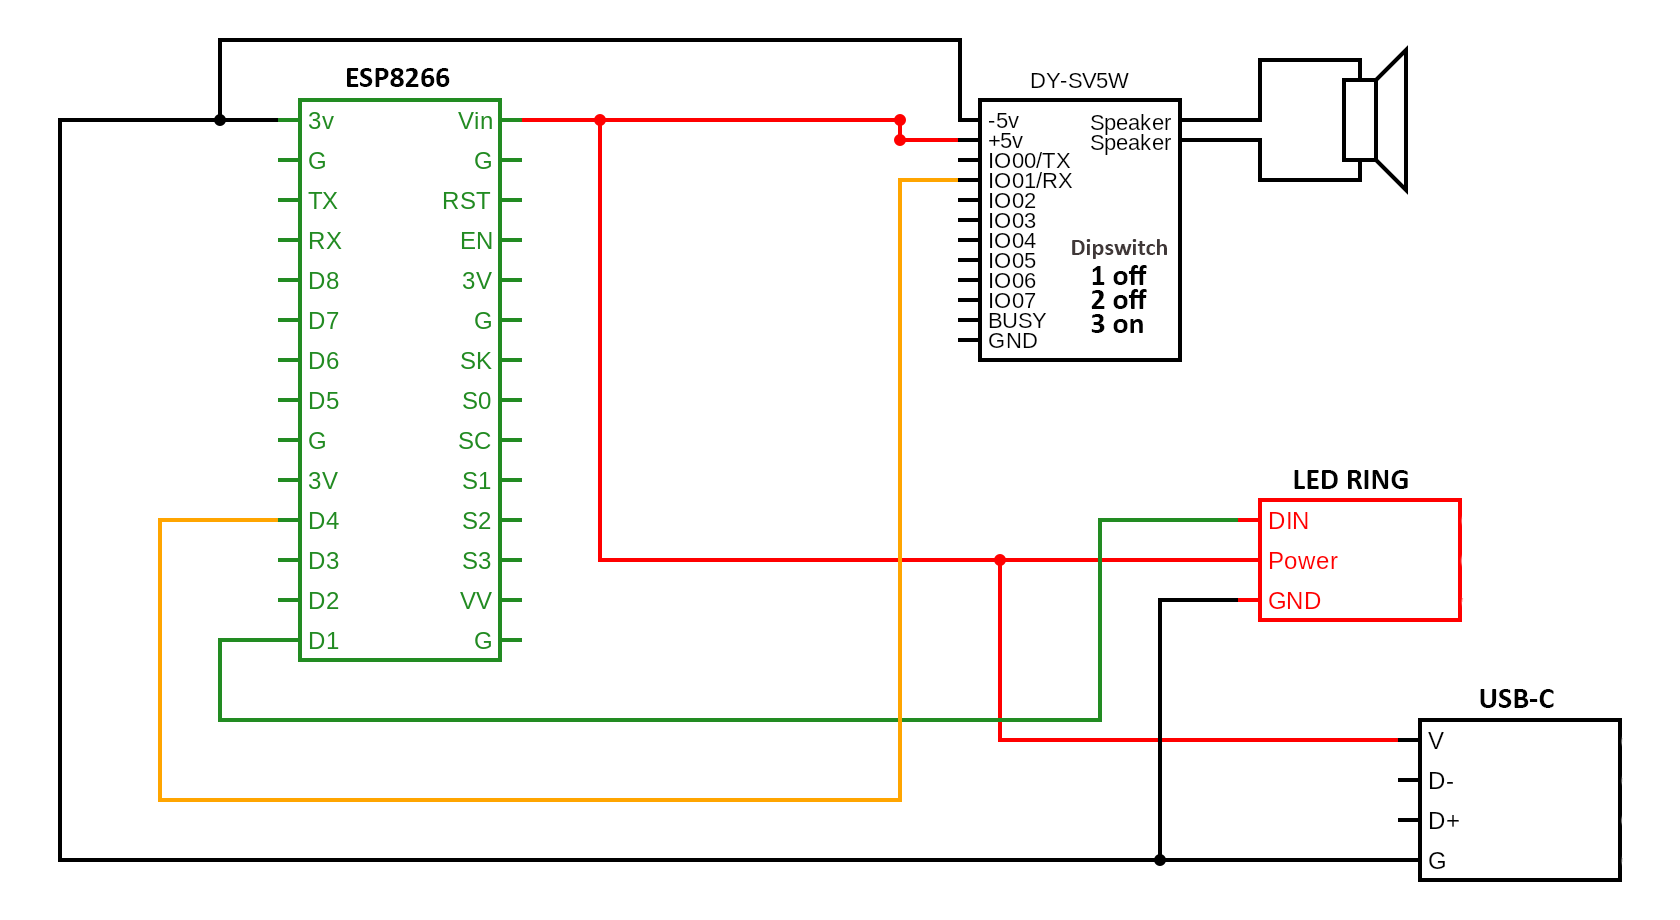 ESP8266
3v
G
TX
RX
D8
D7
D6
D5
G
3V
D4
D3
D2
D1
Vin
G
RST
EN
3V
G
SK
S0
SC
S1
S2
S3
VV
G
DY-SV5W
-5v
+5v
IO00/TX
IO01/RX
IO02
IO03
IO04
IO05
IO06
IO07
BUSY
GND
Speaker
Speaker
Dipswitch
1 off
2 off
3 on
LED RING
DIN
Power
GND
USB-C
V
D-
D+
G